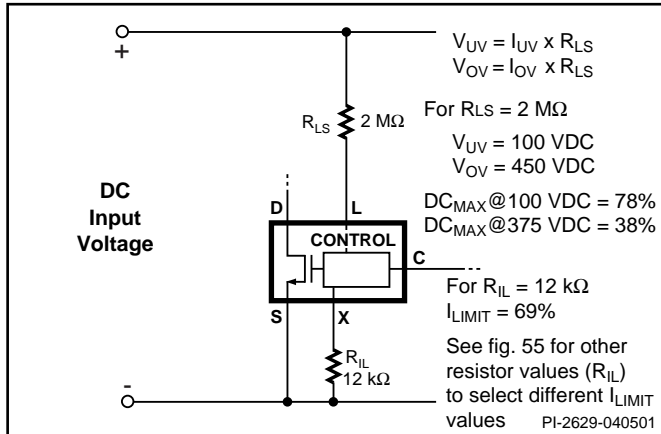 +
V_UV = I_UV x R_LS
V_OV = I_OV x R_LS
R_LS 2 MΩ
For R_LS = 2 MΩ
V_UV = 100 VDC
V_OV = 450 VDC
DC_MAX@100 VDC = 78%
DC_MAX@375 VDC = 38%
DC
Input
Voltage
D
L
CONTROL
C
S
X
For R_IL = 12 kΩ
I_LIMIT = 69%
R_IL
12 kΩ
See fig. 55 for other
resistor values (R_IL)
to select different I_LIMIT
values
-
PI-2629-040501